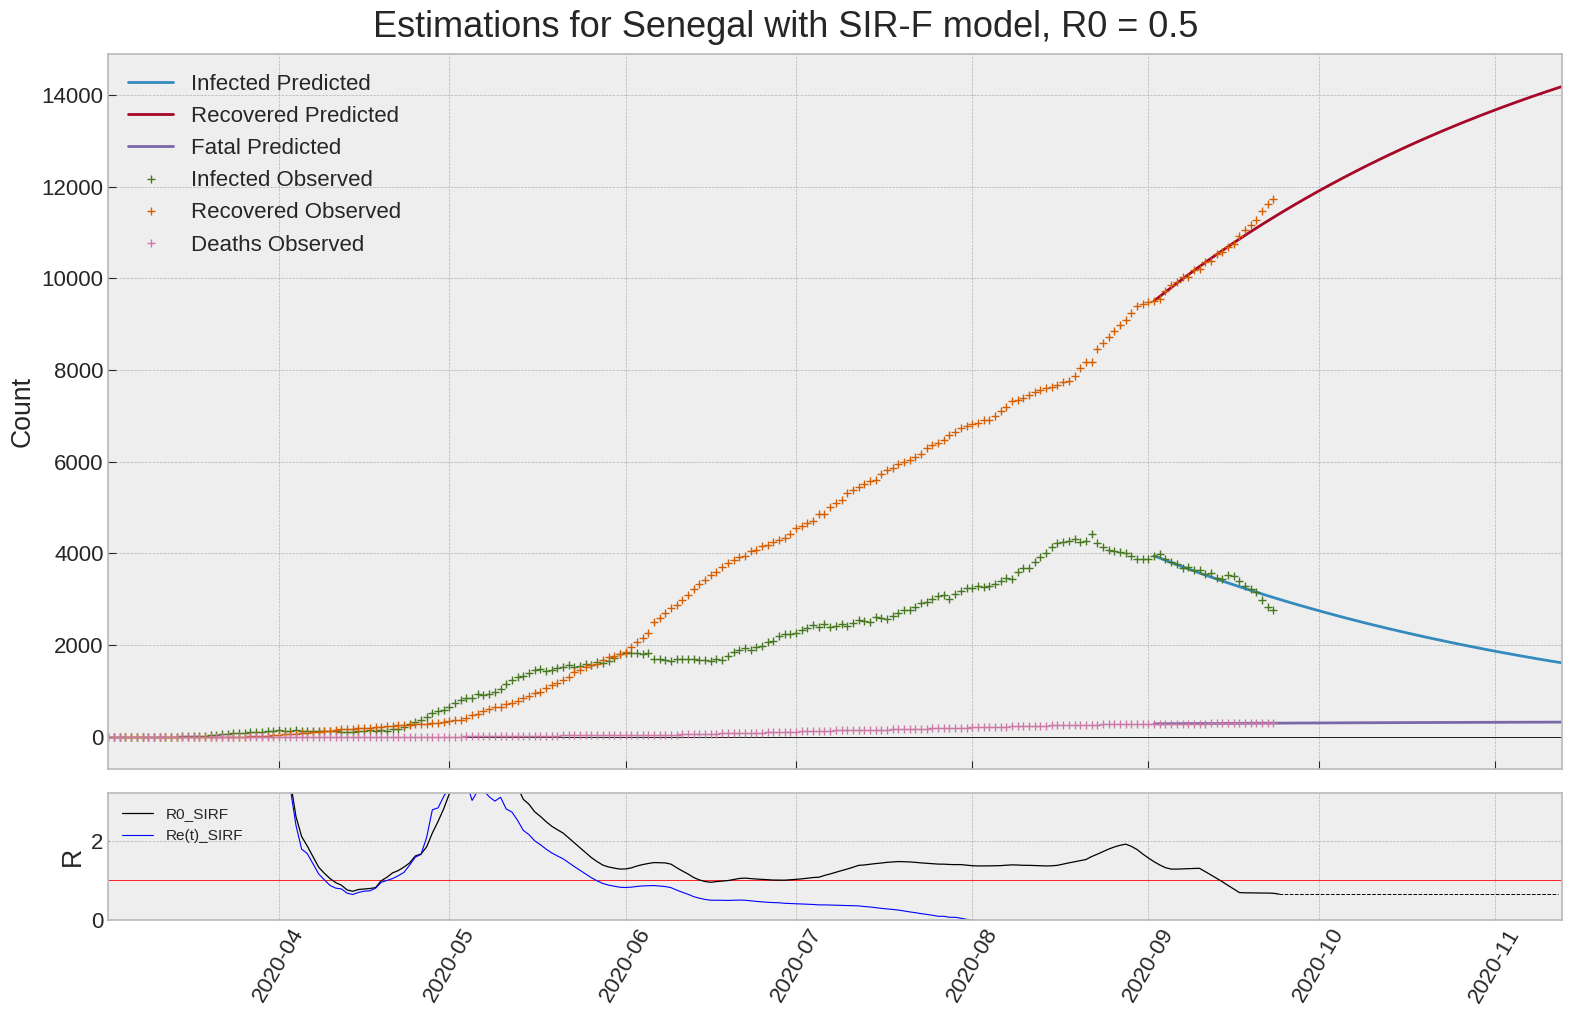 Estimations for Senegal with SIR-F model, R0 = 0.5
Infected Predicted
Recovered Predicted
Fatal Predicted
Infected Observed
Recovered Observed
Deaths Observed
Count
14000
12000
10000
8000
6000
4000
2000
0
R0_SIRF
Re(t)_SIRF
R
2
0
2020-04
2020-05
2020-06
2020-07
2020-08
2020-09
2020-10
2020-11